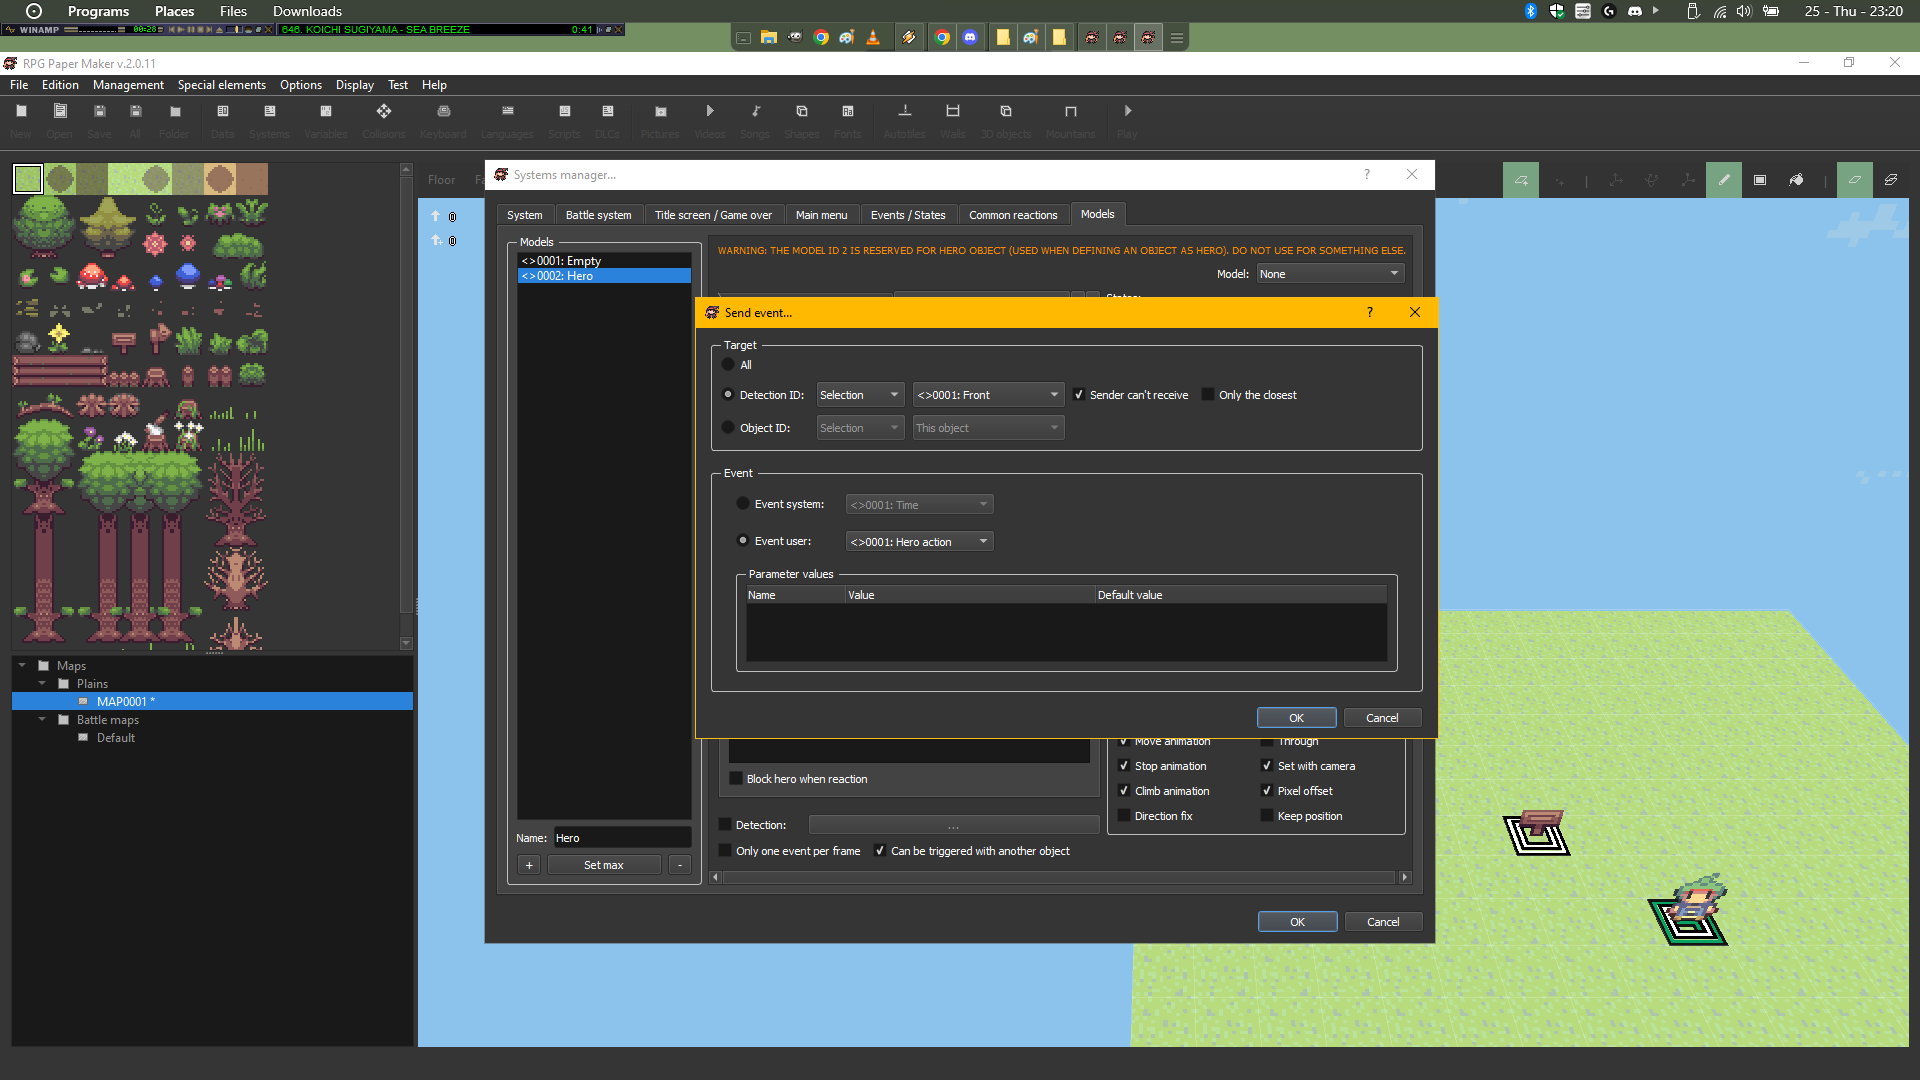 Programs Places Files Downloads
25 - Thu - 23:20
WINAMP 00:28 646. KOICHI SUGIYAMA - SEA BREEZE 0:41
RPG Paper Maker v.2.0.11
File Edition Management Special elements Options Display Test Help
New Open Save All Folder Data Systems Variables Collisions Keyboard Languages Scripts DLCs Pictures Videos Songs Shapes Fonts Autotiles Walls 3D objects Mountains Play
Floor
0
0
Systems manager...
?
System Battle system Title screen / Game over Main menu Events / States Common reactions Models
Models
<>0001: Empty
<>0002: Hero
WARNING: THE MODEL ID 2 IS RESERVED FOR HERO OBJECT (USED WHEN DEFINING AN OBJECT AS HERO). DO NOT USE FOR SOMETHING ELSE.
Model: None
Send event...
?
Target
All
Detection ID: Selection <>0001: Front Sender can't receive Only the closest
Object ID: Selection This object
Event
Event system: <>0001: Time
Event user: <>0001: Hero action
Parameter values
Name Value Default value
OK Cancel
Move animation Through
Stop animation Set with camera
Climb animation Pixel offset
Direction fix Keep position
Block hero when reaction
Detection: ...
Only one event per frame Can be triggered with another object
Name: Hero
+ Set max -
OK Cancel
Maps
Plains
MAP0001 *
Battle maps
Default